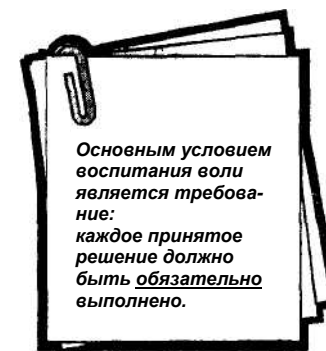 Основным условием
воспитания воли
является требова-
ние:
каждое принятое
решение должно
быть обязательно
выполнено.